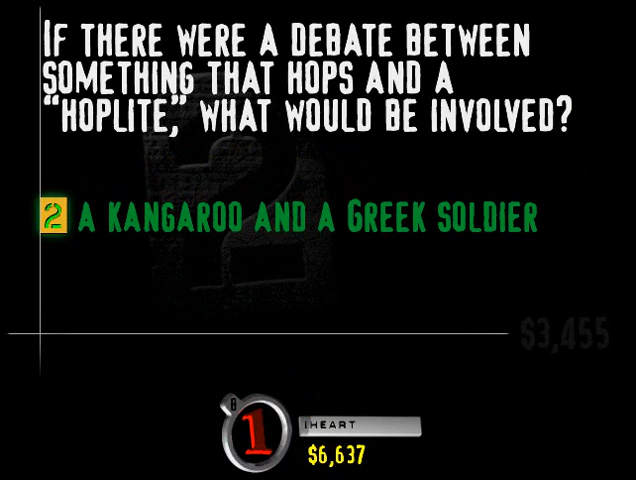 If there were a debate between
something that hops and a
“hoplite,” what would be involved?
2 a kangaroo and a Greek soldier
$3,455
1
IHEART
$6,637